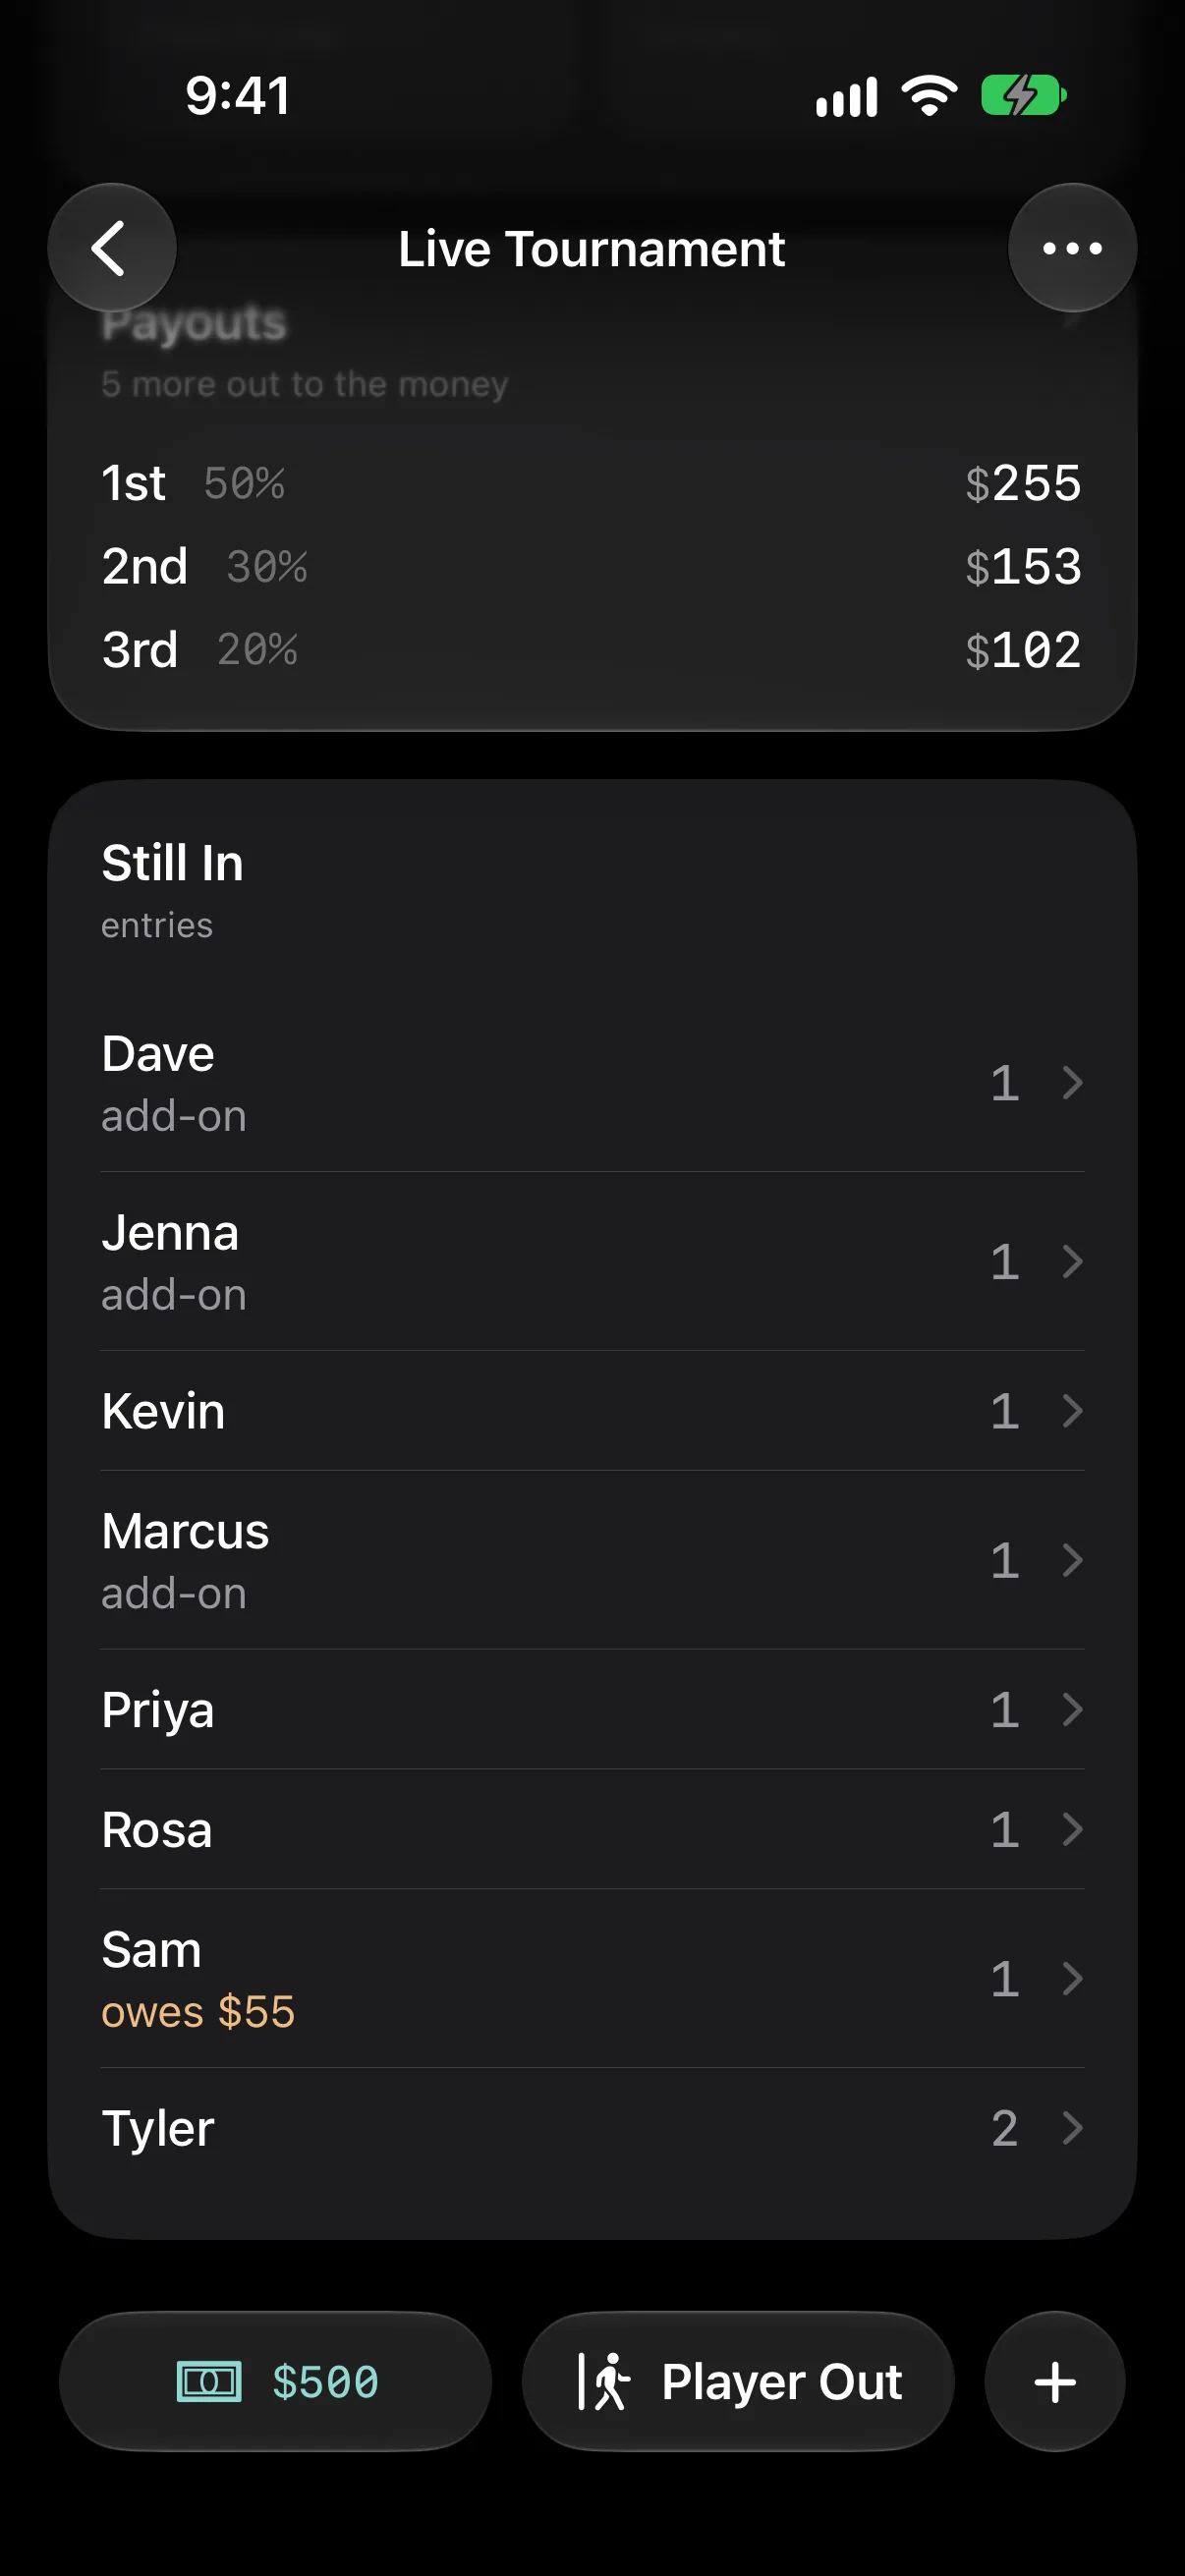 9:41
Live Tournament
Payouts
5 more out to the money
1st 50% $255
2nd 30% $153
3rd 20% $102
Still In
entries
Dave
add-on
1
Jenna
add-on
1
Kevin 1
Marcus
add-on
1
Priya 1
Rosa 1
Sam
owes $55
1
Tyler 2
$500
Player Out